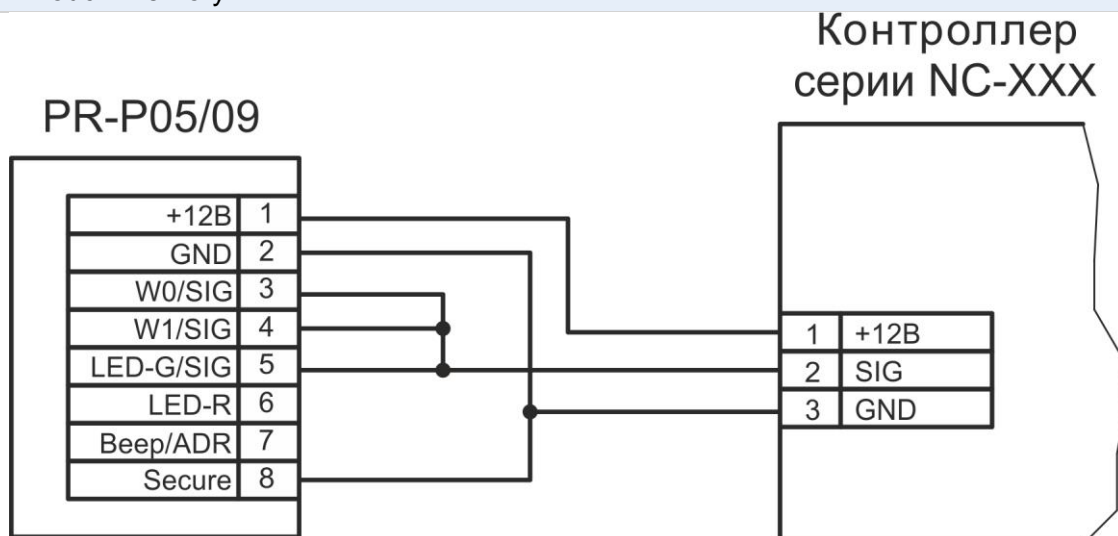 Контроллер
серии NC-XXX
PR-P05/09
+12В 1
GND 2
W0/SIG 3
W1/SIG 4
LED-G/SIG 5
LED-R 6
Beep/ADR 7
Secure 8
1 +12В
2 SIG
3 GND